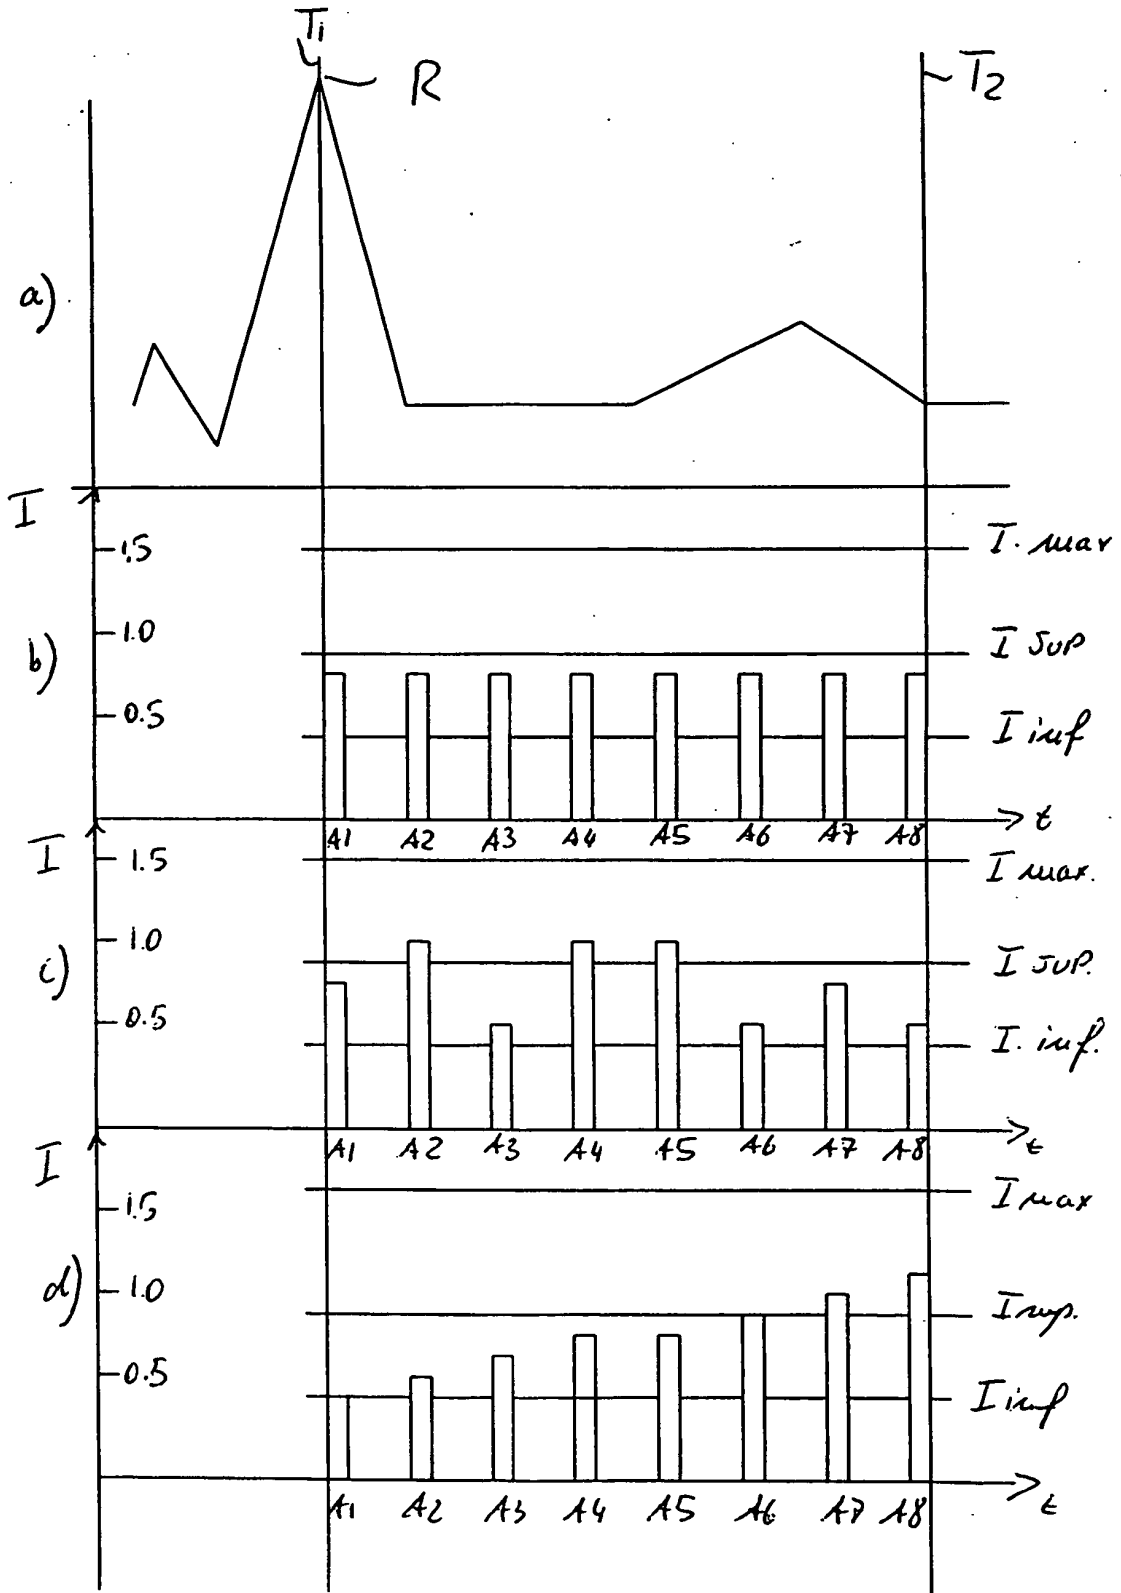 T1
R
T2
a)
I
1.5
I. max
1.0
I sup
b)
0.5
I inf
t
A1 A2 A3 A4 A5 A6 A7 A8
I
1.5
I max.
1.0
I sup.
c)
0.5
I. inf.
t
A1 A2 A3 A4 A5 A6 A7 A8
I
1.5
I max
d)
1.0
I sup.
0.5
I inf
t
A1 A2 A3 A4 A5 A6 A7 A8